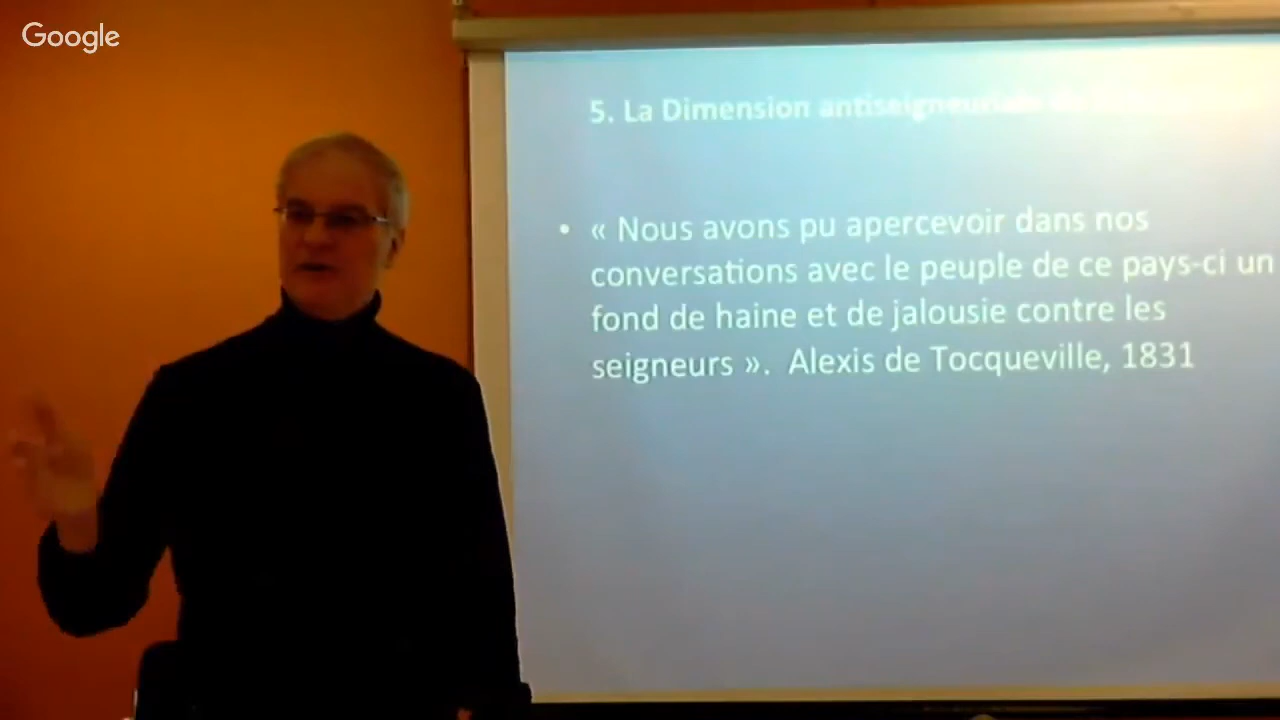 Google
5. La Dimension antiseigneuriale
• « Nous avons pu apercevoir dans nos
conversations avec le peuple de ce pays-ci un
fond de haine et de jalousie contre les
seigneurs ». Alexis de Tocqueville, 1831